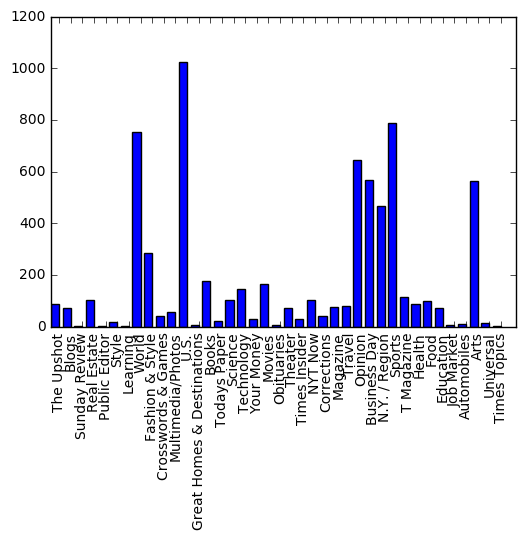 1200
1000
800
600
400
200
0
The Upshot
Blogs
Sunday Review
Real Estate
Public Editor
Style
Learning
World
Fashion & Style
Crosswords & Games
Multimedia/Photos
U.S.
Great Homes & Destinations
Books
Todays Paper
Science
Technology
Your Money
Movies
Obituaries
Theater
Times Insider
NYT Now
Corrections
Magazine
Travel
Opinion
Business Day
N.Y. / Region
Sports
T Magazine
Health
Food
Education
Job Market
Automobiles
Arts
Universal
Times Topics